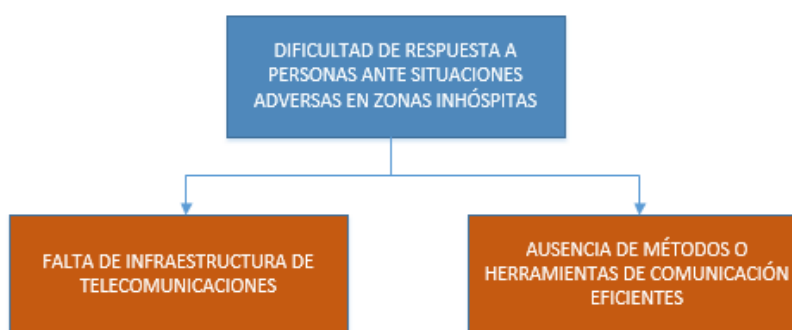 DIFICULTAD DE RESPUESTA A
PERSONAS ANTE SITUACIONES
ADVERSAS EN ZONAS INHÓSPITAS
FALTA DE INFRAESTRUCTURA DE
TELECOMUNICACIONES
AUSENCIA DE MÉTODOS O
HERRAMIENTAS DE COMUNICACIÓN
EFICIENTES